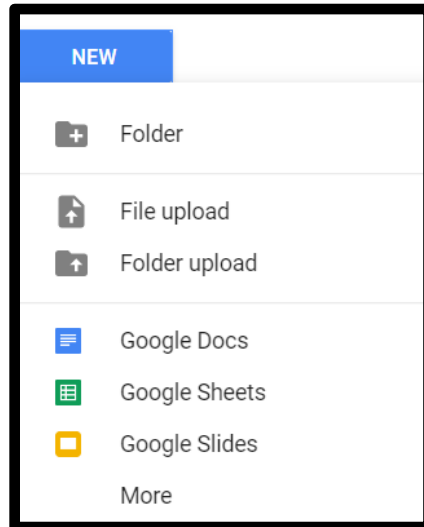 NEW
Folder
File upload
Folder upload
Google Docs
Google Sheets
Google Slides
More